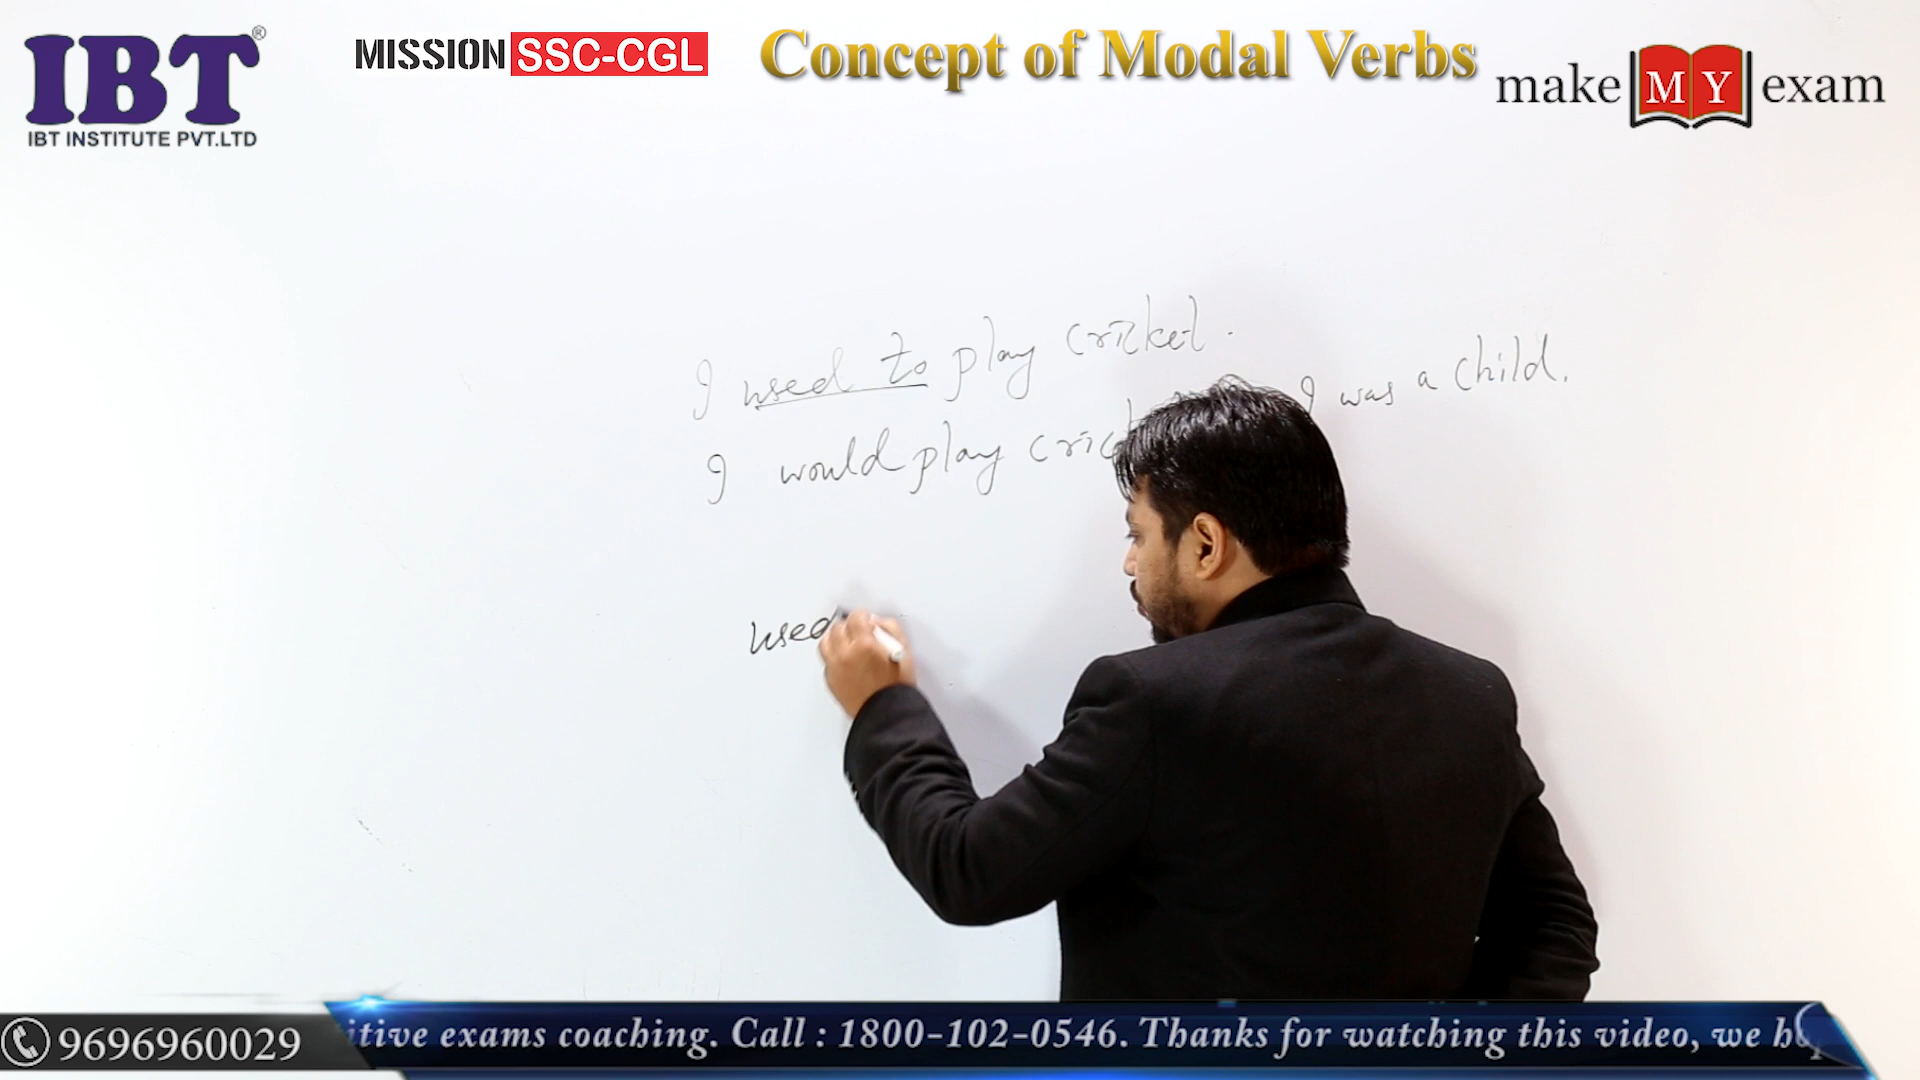 IBT®
IBT INSTITUTE PVT.LTD
MISSION SSC-CGL
Concept of Modal Verbs
make MY exam
I used to play cricket.
I would play cric I was a child.
used
9696960029
itive exams coaching. Call : 1800-102-0546. Thanks for watching this video, we h